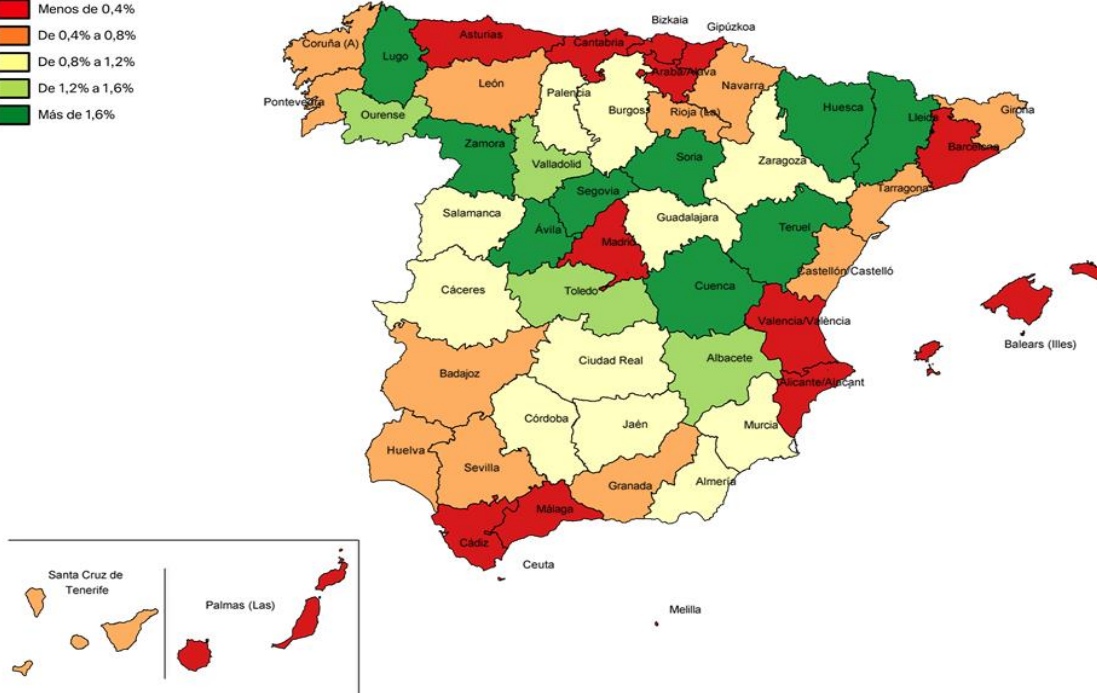 Menos de 0,4%
De 0,4% a 0,8%
De 0,8% a 1,2%
De 1,2% a 1,6%
Más de 1,6%
Bizkaia
Gipúzkoa
Asturias
Cantabria
Coruña (A)
Lugo
Araba/Álava
León
Navarra
Palencia
Pontevedra
Burgos
Rioja (La)
Huesca
Girona
Ourense
Lleida
Zamora
Barcelona
Soria
Valladolid
Zaragoza
Segovia
Tarragona
Salamanca
Guadalajara
Ávila
Teruel
Madrid
Castellón/Castelló
Cuenca
Cáceres
Toledo
Valencia/València
Balears (Illes)
Ciudad Real
Albacete
Badajoz
Alicante/Alacant
Córdoba
Jaén
Murcia
Huelva
Sevilla
Granada
Almería
Málaga
Cádiz
Ceuta
Santa Cruz de
Tenerife
Palmas (Las)
Melilla